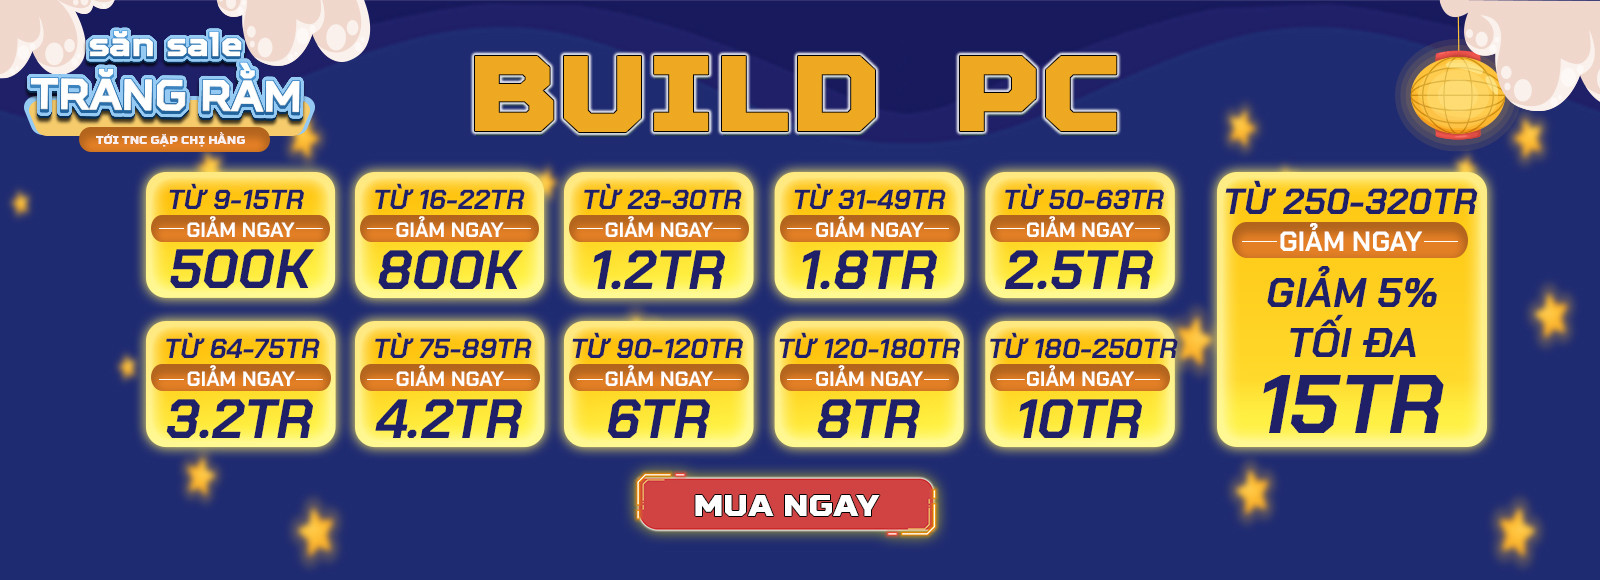 săn sale
TRĂNG RẰM
TỚI TNC GẶP CHỊ HẰNG
BUILD PC
TỪ 9-15TR
GIẢM NGAY
500K
TỪ 16-22TR
GIẢM NGAY
800K
TỪ 23-30TR
GIẢM NGAY
1.2TR
TỪ 31-49TR
GIẢM NGAY
1.8TR
TỪ 50-63TR
GIẢM NGAY
2.5TR
TỪ 64-75TR
GIẢM NGAY
3.2TR
TỪ 75-89TR
GIẢM NGAY
4.2TR
TỪ 90-120TR
GIẢM NGAY
6TR
TỪ 120-180TR
GIẢM NGAY
8TR
TỪ 180-250TR
GIẢM NGAY
10TR
TỪ 250-320TR
GIẢM NGAY
GIẢM 5%
TỐI ĐA
15TR
MUA NGAY